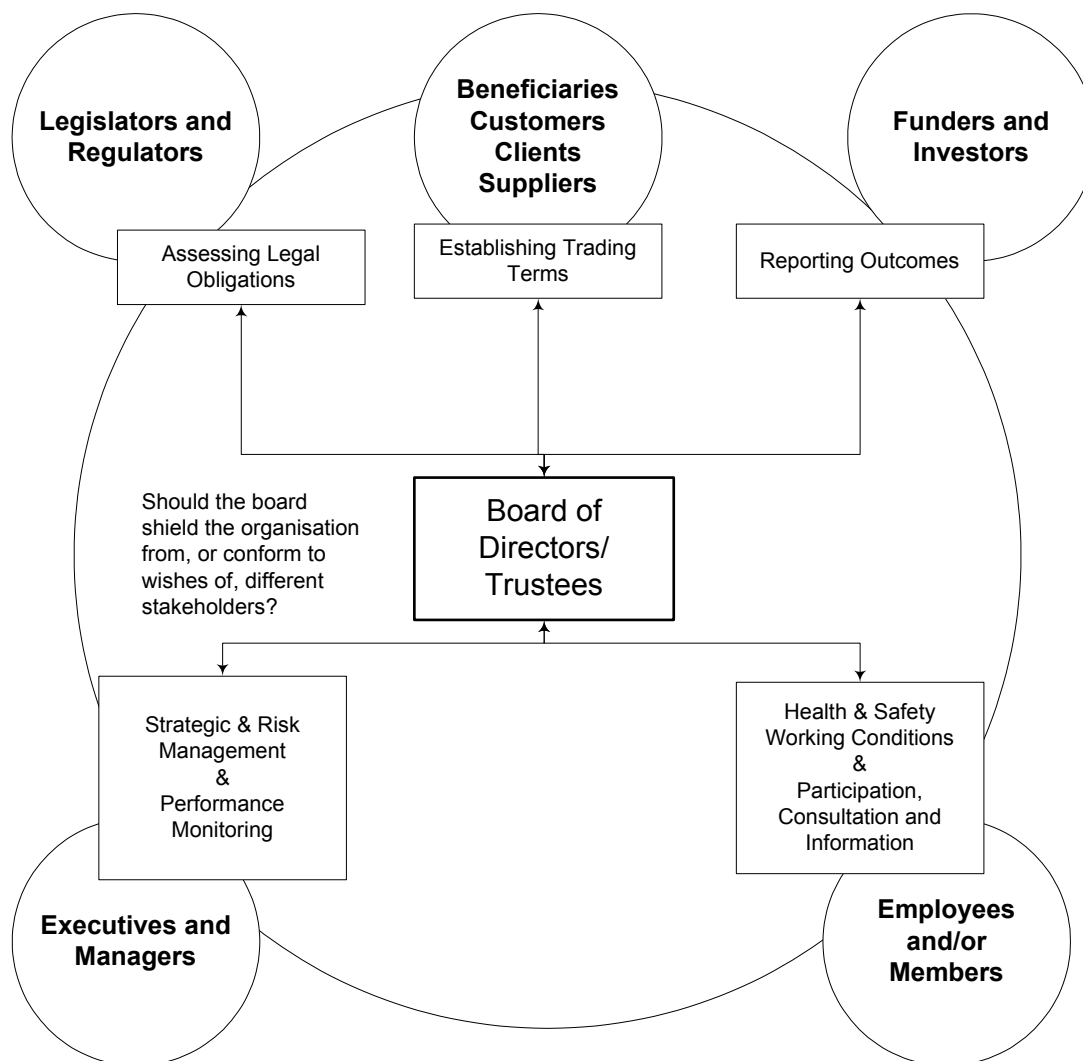 Legislators and
Regulators
Beneficiaries
Customers
Clients
Suppliers
Funders and
Investors
Assessing Legal
Obligations
Establishing Trading
Terms
Reporting Outcomes
Should the board
shield the organisation
from, or conform to
wishes of, different
stakeholders?
Board of
Directors/
Trustees
Strategic & Risk
Management
&
Performance
Monitoring
Health & Safety
Working Conditions
&
Participation,
Consultation and
Information
Executives and
Managers
Employees
and/or
Members